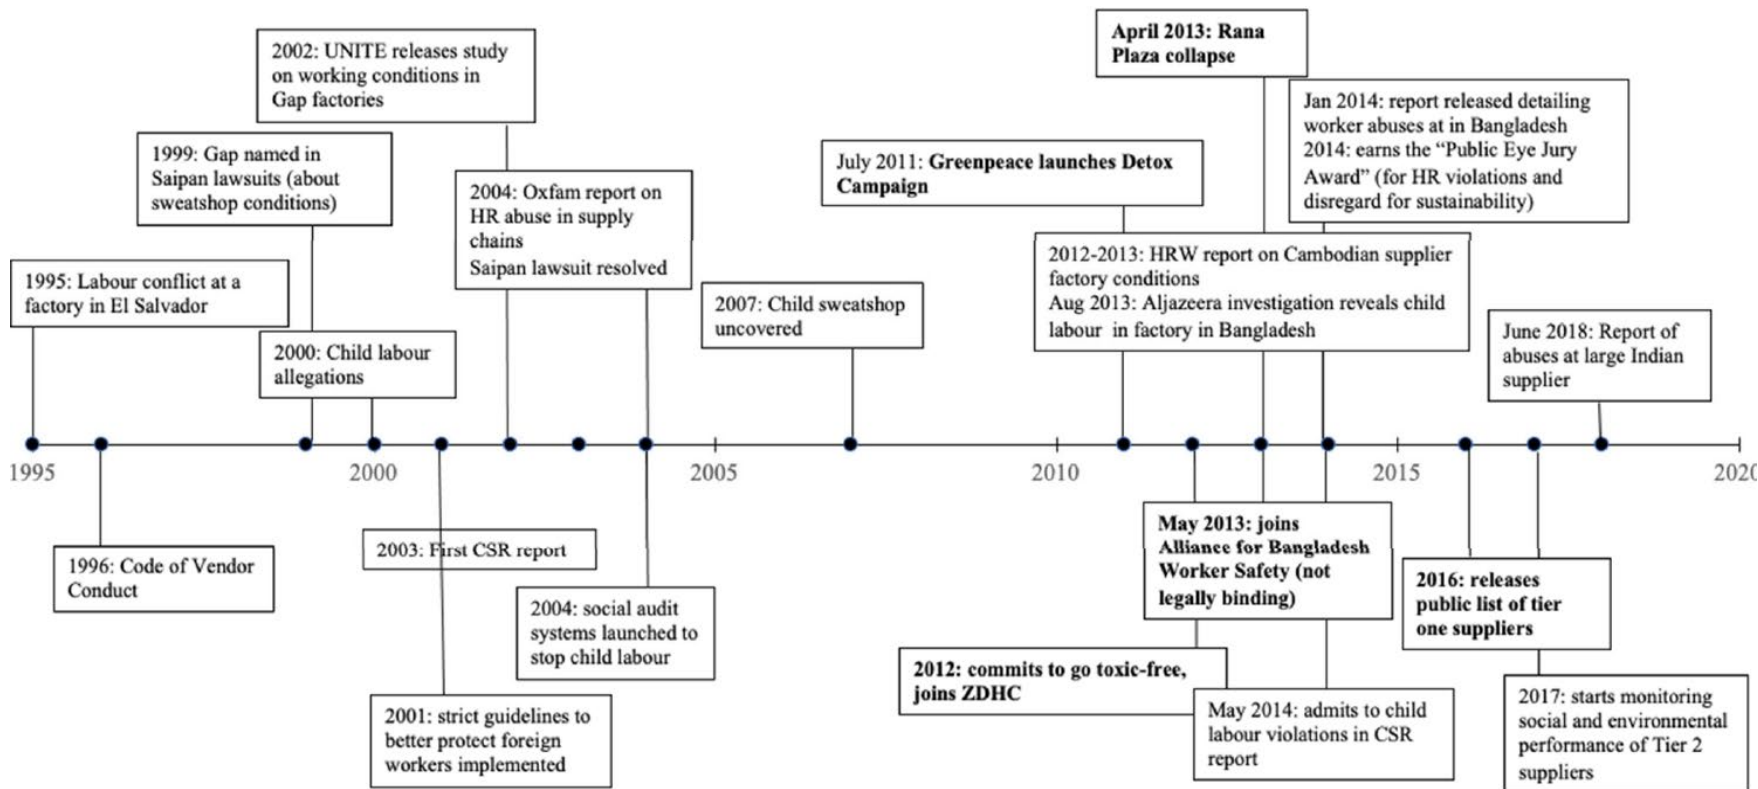 April 2013: Rana
Plaza collapse
2002: UNITE releases study
on working conditions in
Gap factories
Jan 2014: report released detailing
worker abuses at in Bangladesh
2014: earns the “Public Eye Jury
Award” (for HR violations and
disregard for sustainability)
1999: Gap named in
Saipan lawsuits (about
sweatshop conditions)
July 2011: Greenpeace launches Detox
Campaign
2004: Oxfam report on
HR abuse in supply
chains
Saipan lawsuit resolved
2012-2013: HRW report on Cambodian supplier
factory conditions
Aug 2013: Aljazeera investigation reveals child
labour in factory in Bangladesh
1995: Labour conflict at a
factory in El Salvador
2007: Child sweatshop
uncovered
June 2018: Report of
abuses at large Indian
supplier
2000: Child labour
allegations
1995
2000
2005
2010
2015
2020
1996: Code of Vendor
Conduct
2003: First CSR report
2004: social audit
systems launched to
stop child labour
2001: strict guidelines to
better protect foreign
workers implemented
May 2013: joins
Alliance for Bangladesh
Worker Safety (not
legally binding)
2012: commits to go toxic-free,
joins ZDHC
May 2014: admits to child
labour violations in CSR
report
2016: releases
public list of tier
one suppliers
2017: starts monitoring
social and environmental
performance of Tier 2
suppliers